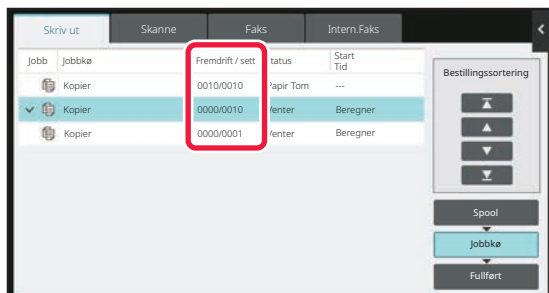 Skriv ut Skanne Faks Intern.Faks
Jobb Jobbkø Fremdrift / sett tatus Start Tid
Kopier 0010/0010 Papir Tom ---
Kopier 0000/0010 Venter Beregner
Kopier 0000/0001 Venter Beregner
Bestillingssortering
Spool
Jobbkø
Fullført